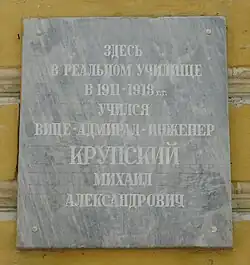 ЗДЕСЬ
В РЕАЛЬНОМ УЧИЛИЩЕ
В 1911-1918 г.г.
УЧИЛСЯ
ВИЦЕ-АДМИРАЛ-ИНЖЕНЕР
КРУПСКИЙ
МИХАИЛ
АЛЕКСАНДРОВИЧ